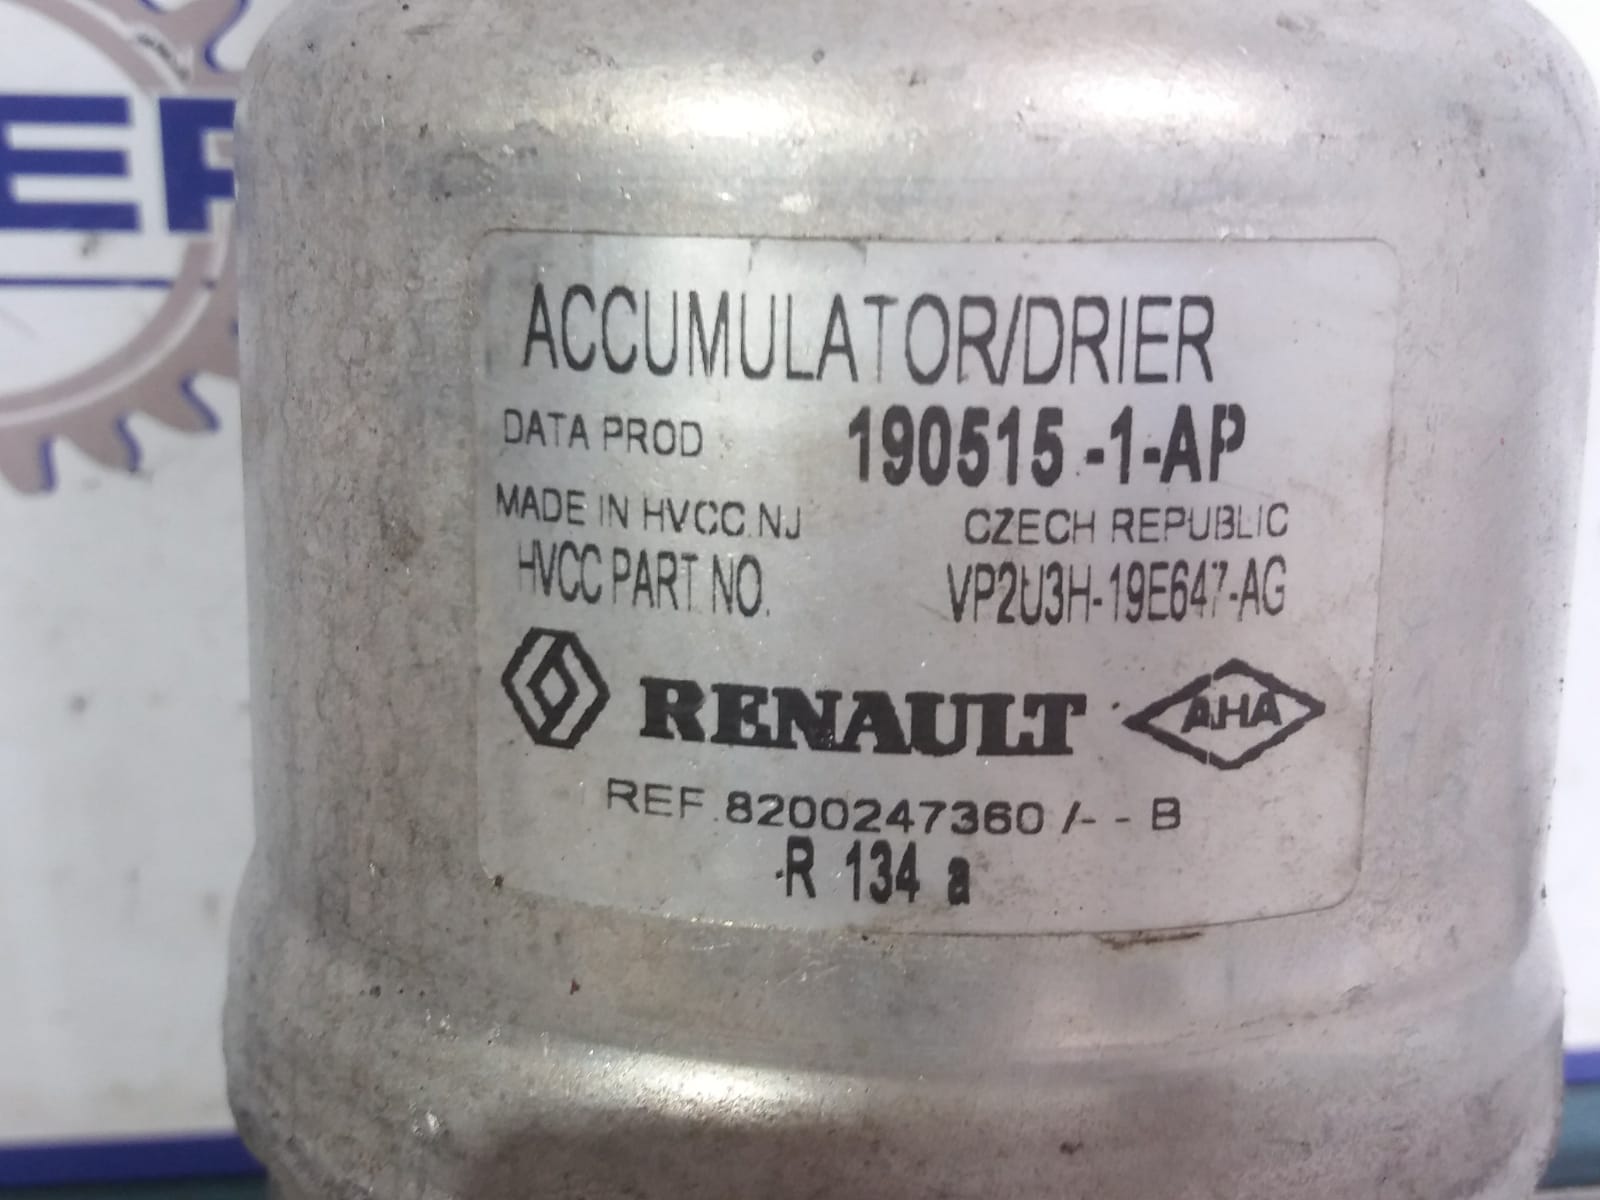 ER
ACCUMULATOR/DRIER
DATA PROD 190515-1-AP
MADE IN HVCC.NJ CZECH REPUBLIC
HVCC PART NO. VP2U3H-19E647-AG
RENAULT AHA
REF.8200247360 /-- B
R 134 a